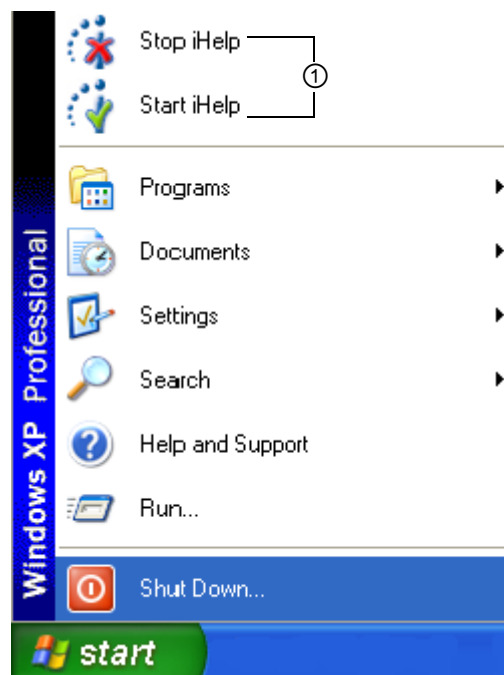 Stop iHelp
①
Start iHelp
Programs
Documents
Settings
Search
Help and Support
Run...
Shut Down...
Windows XP Professional
start